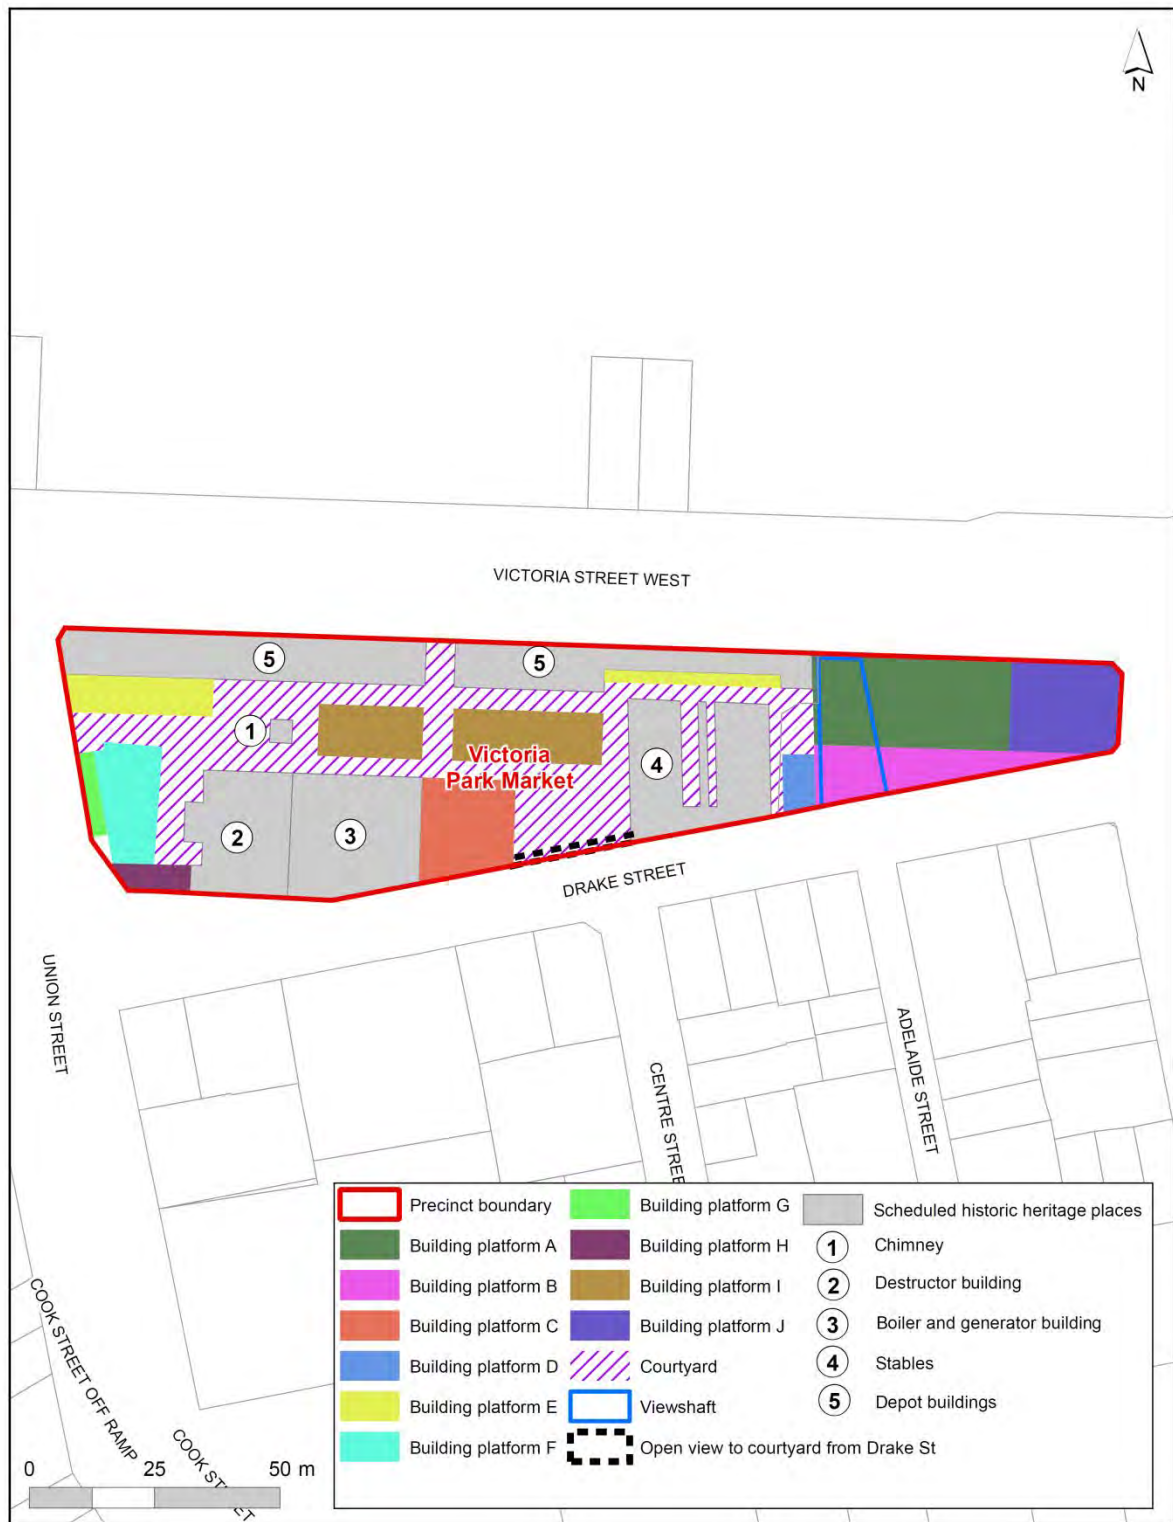 N
VICTORIA STREET WEST
5
5
1
Victoria
Park Market
4
2
3
DRAKE STREET
UNION STREET
CENTRE STREE
ADELAIDE STREET
COOK STREET OFF RAMP
COOK STREET
0 25 50 m
Precinct boundary
Building platform A
Building platform B
Building platform C
Building platform D
Building platform E
Building platform F
Building platform G
Building platform H
Building platform I
Building platform J
Courtyard
Viewshaft
Open view to courtyard from Drake St
Scheduled historic heritage places
1 Chimney
2 Destructor building
3 Boiler and generator building
4 Stables
5 Depot buildings